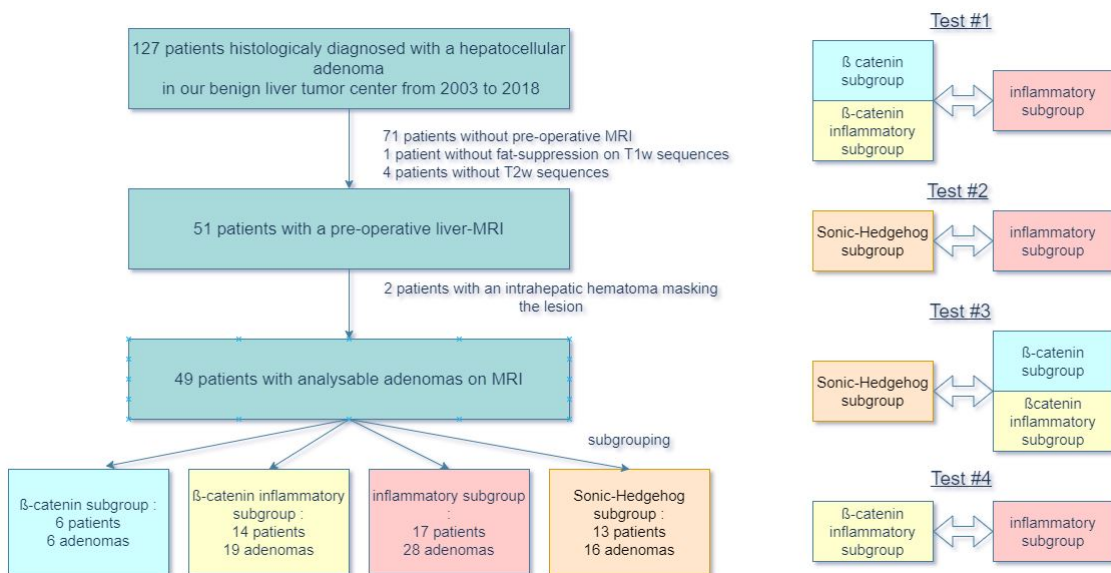 127 patients histologicaly diagnosed with a hepatocellular
adenoma
in our benign liver tumor center from 2003 to 2018
71 patients without pre-operative MRI
1 patient without fat-suppression on T1w sequences
4 patients without T2w sequences
51 patients with a pre-operative liver-MRI
2 patients with an intrahepatic hematoma masking
the lesion
49 patients with analysable adenomas on MRI
subgrouping
ß-catenin subgroup :
6 patients
6 adenomas
ß-catenin inflammatory
subgroup :
14 patients
19 adenomas
inflammatory subgroup
:
17 patients
28 adenomas
Sonic-Hedgehog
subgroup :
13 patients
16 adenomas
Test #1
ß catenin
subgroup
ß-catenin
inflammatory
subgroup
inflammatory
subgroup
Test #2
Sonic-Hedgehog
subgroup
inflammatory
subgroup
Test #3
Sonic-Hedgehog
subgroup
ß-catenin
subgroup
ßcatenin
inflammatory
subgroup
Test #4
ß-catenin
inflammatory
subgroup
inflammatory
subgroup